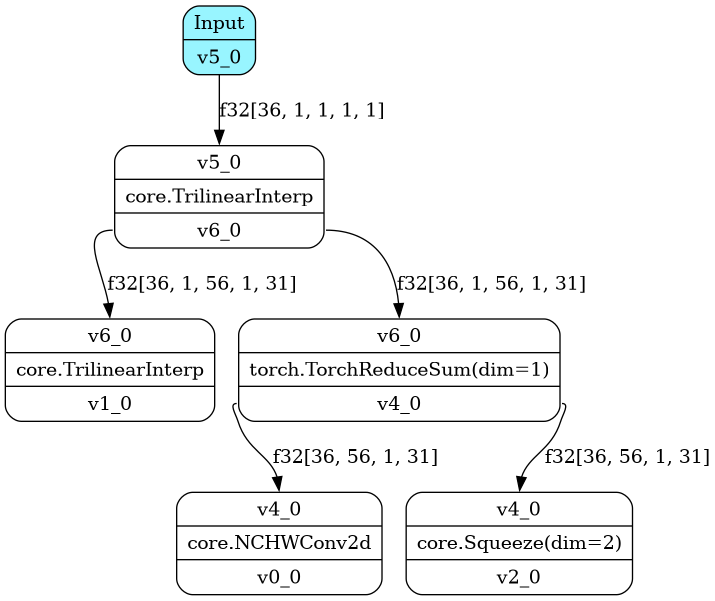 Input
v5_0
f32[36, 1, 1, 1, 1]
v5_0
core.TrilinearInterp
v6_0
f32[36, 1, 56, 1, 31]
f32[36, 1, 56, 1, 31]
v6_0
core.TrilinearInterp
v1_0
v6_0
torch.TorchReduceSum(dim=1)
v4_0
f32[36, 56, 1, 31]
f32[36, 56, 1, 31]
v4_0
core.NCHWConv2d
v0_0
v4_0
core.Squeeze(dim=2)
v2_0